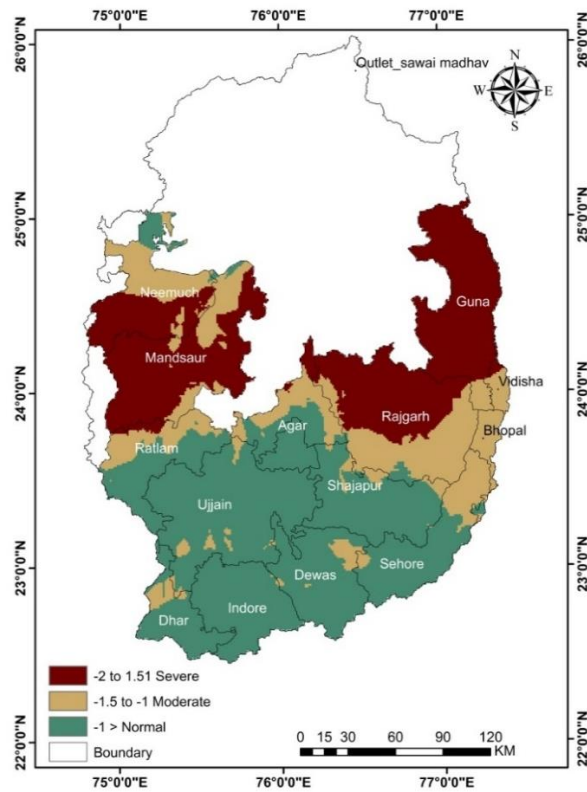 75°0'0"E 76°0'0"E 77°0'0"E
26°0'0"N
26°0'0"N
Outlet_sawai madhav
N
W E
S
25°0'0"N
25°0'0"N
Neemuch
Guna
Mandsaur
24°0'0"N
24°0'0"N
Vidisha
Rajgarh
Agar
Bhopal
Ratlam
Shajapur
Ujjain
23°0'0"N
23°0'0"N
Sehore
Dewas
Indore
Dhar
-2 to 1.51 Severe
-1.5 to -1 Moderate
-1 > Normal
Boundary
0 15 30 60 90 120
KM
22°0'0"N
22°0'0"N
75°0'0"E 76°0'0"E 77°0'0"E